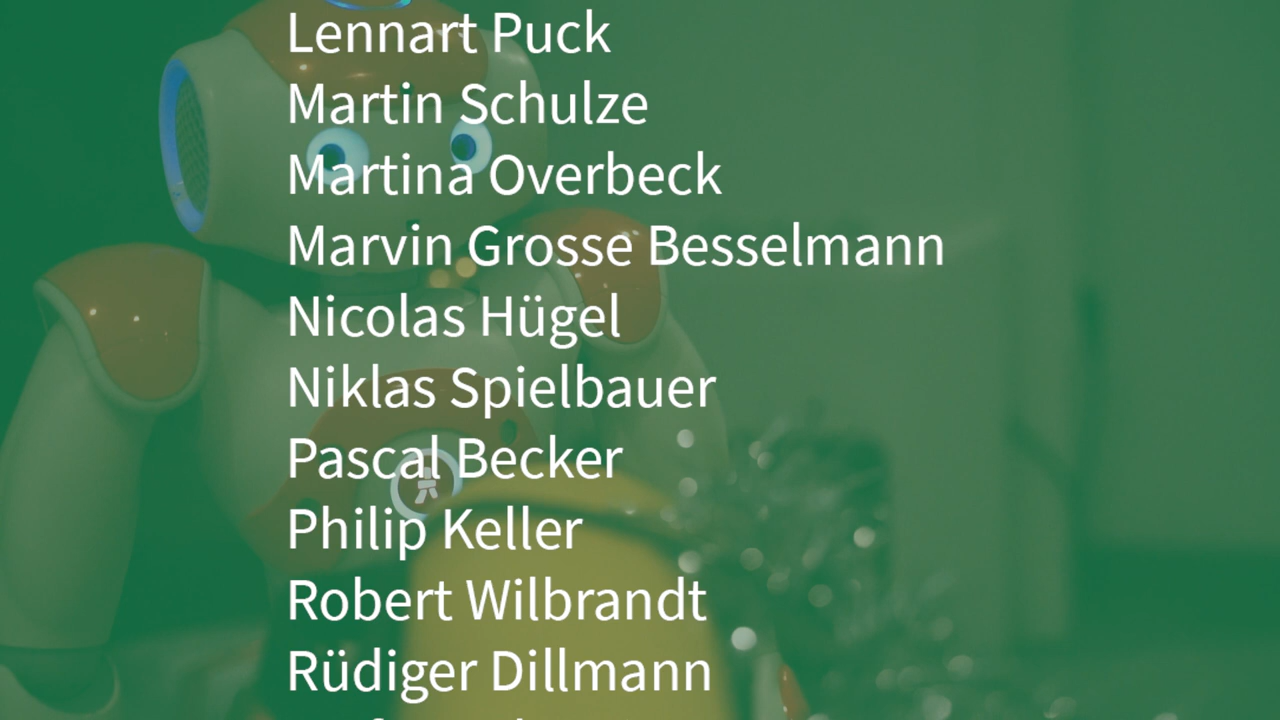 Lennart Puck
Martin Schulze
Martina Overbeck
Marvin Grosse Besselmann
Nicolas Hügel
Niklas Spielbauer
Pascal Becker
Philip Keller
Robert Wilbrandt
Rüdiger Dillmann